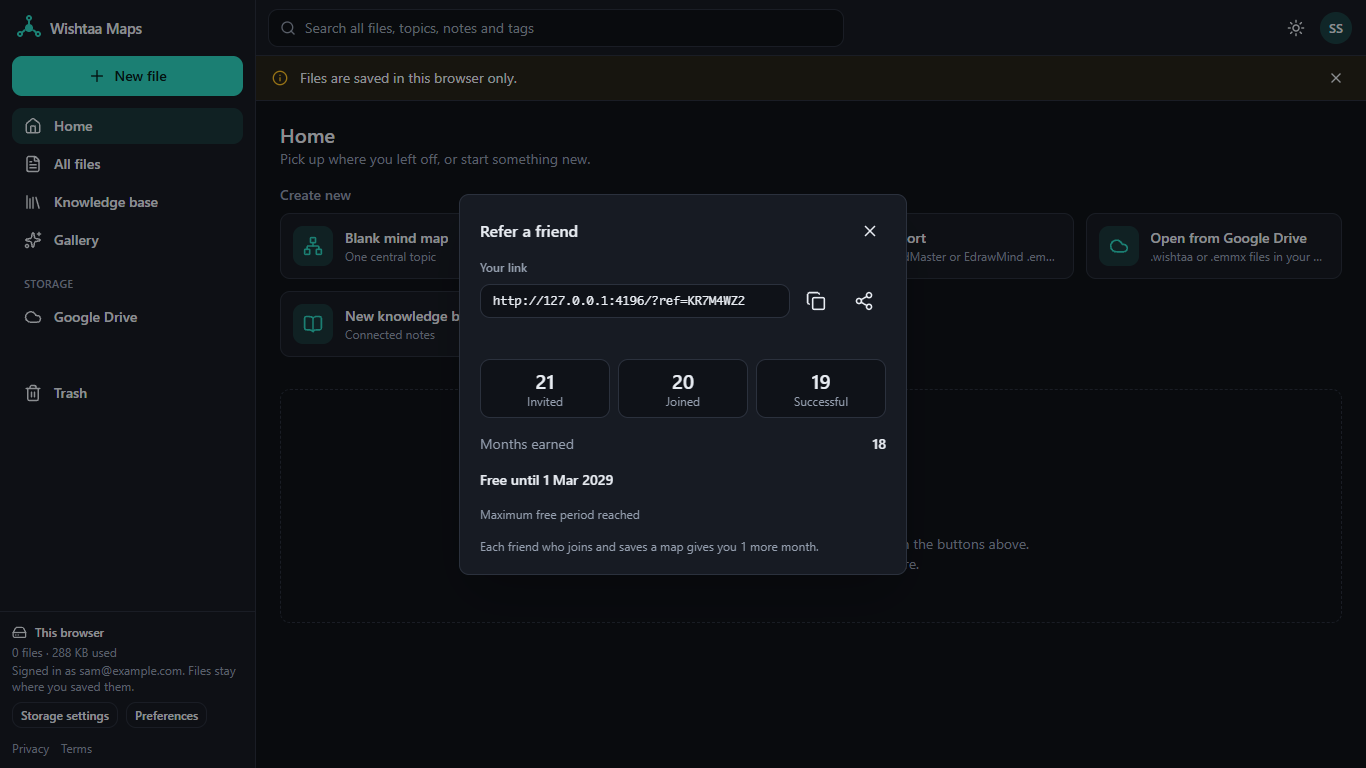 Wishtaa Maps
Search all files, topics, notes and tags
SS
New file
Files are saved in this browser only.
Home
All files
Knowledge base
Gallery
STORAGE
Google Drive
Trash
Home
Pick up where you left off, or start something new.
Create new
Blank mind map
One central topic
ort
dMaster or EdrawMind .em...
Open from Google Drive
.wishtaa or .emmx files in your ...
New knowledge b
Connected notes
Refer a friend
Your link
http://127.0.0.1:4196/?ref=KR7M4WZ2
21
Invited
20
Joined
19
Successful
Months earned
18
Free until 1 Mar 2029
Maximum free period reached
Each friend who joins and saves a map gives you 1 more month.
the buttons above.
re.
This browser
0 files · 288 KB used
Signed in as sam@example.com. Files stay
where you saved them.
Storage settings
Preferences
Privacy
Terms